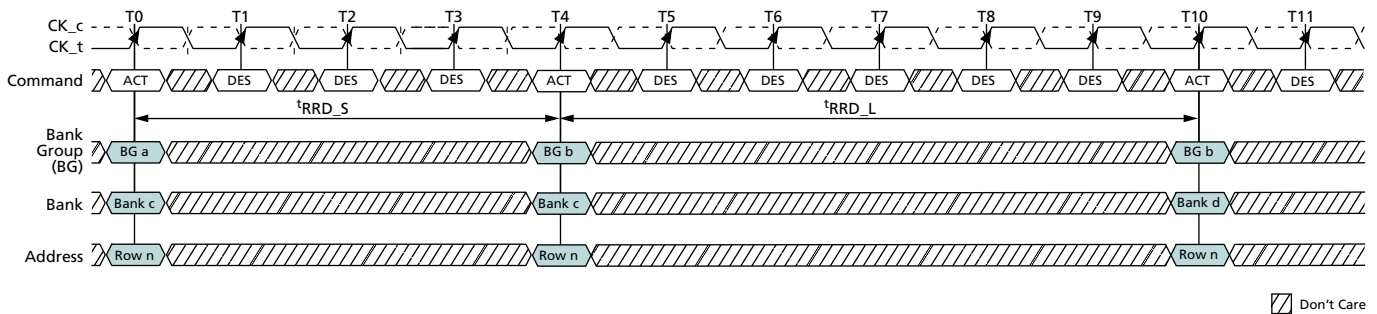 T0 T1 T2 T3 T4 T5 T6 T7 T8 T9 T10 T11
CK_c
CK_t
Command ACT DES DES DES ACT DES DES DES DES DES ACT DES
tRRD_S tRRD_L
Bank
Group
(BG)
BG a BG b BG b
Bank Bank c Bank c Bank d
Address Row n Row n Row n
Don't Care